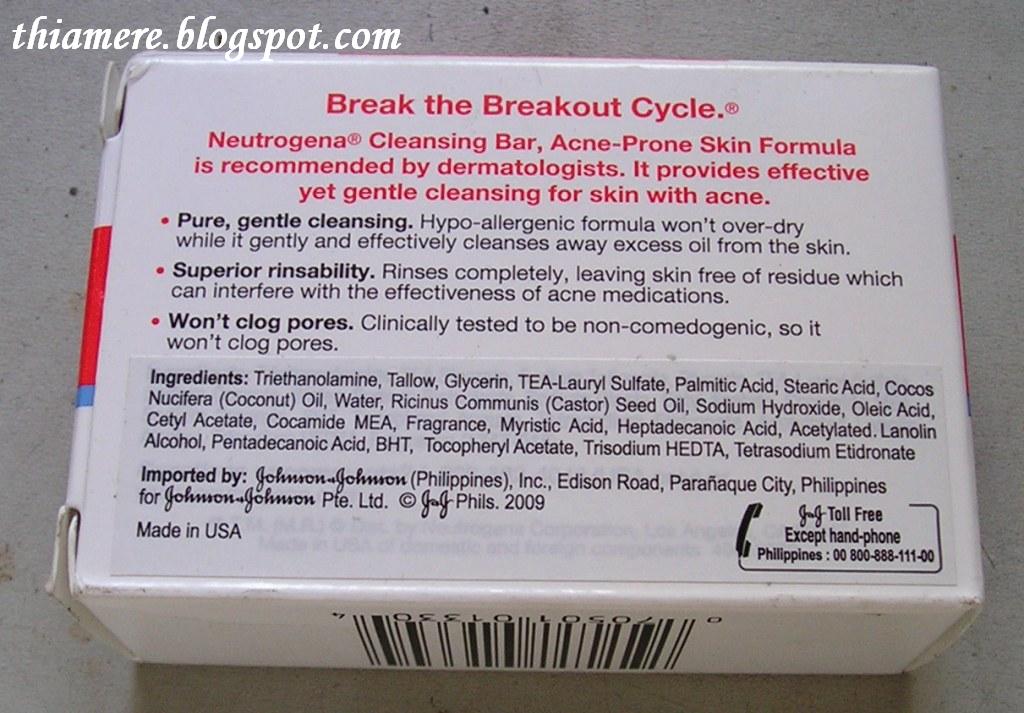 thiamere.blogspot.com
Break the Breakout Cycle.®
Neutrogena® Cleansing Bar, Acne-Prone Skin Formula
is recommended by dermatologists. It provides effective
yet gentle cleansing for skin with acne.
• Pure, gentle cleansing. Hypo-allergenic formula won't over-dry
while it gently and effectively cleanses away excess oil from the skin.
• Superior rinsability. Rinses completely, leaving skin free of residue which
can interfere with the effectiveness of acne medications.
• Won't clog pores. Clinically tested to be non-comedogenic, so it
won't clog pores.
Ingredients: Triethanolamine, Tallow, Glycerin, TEA-Lauryl Sulfate, Palmitic Acid, Stearic Acid, Cocos
Nucifera (Coconut) Oil, Water, Ricinus Communis (Castor) Seed Oil, Sodium Hydroxide, Oleic Acid,
Cetyl Acetate, Cocamide MEA, Fragrance, Myristic Acid, Heptadecanoic Acid, Acetylated. Lanolin
Alcohol, Pentadecanoic Acid, BHT, Tocopheryl Acetate, Trisodium HEDTA, Tetrasodium Etidronate
Imported by: Johnson & Johnson (Philippines), Inc., Edison Road, Parañaque City, Philippines
for Johnson & Johnson Pte. Ltd. © J&J Phils. 2009
Made in USA
J&J Toll Free
Except hand-phone
Philippines : 00 800-888-111-00
0 70501 01330 4